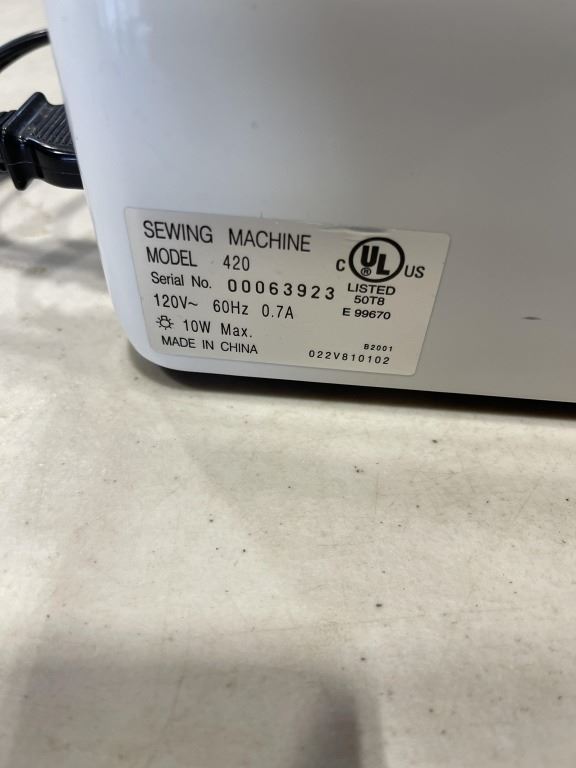 SEWING MACHINE
MODEL 420
Serial No. 00063923
120V~ 60Hz 0.7A
10W Max.
MADE IN CHINA
C UL US
®
LISTED
50T8
E 99670
B2001
022V810102